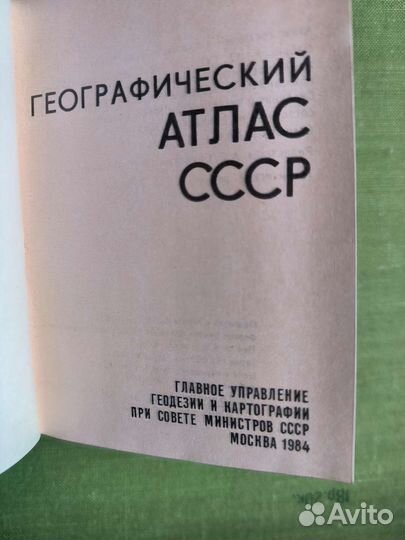 ГЕОГРАФИЧЕСКИЙ
АТЛАС
СССР
ГЛАВНОЕ УПРАВЛЕНИЕ
ГЕОДЕЗИИ И КАРТОГРАФИИ
ПРИ СОВЕТЕ МИНИСТРОВ СССР
МОСКВА 1984
Avito